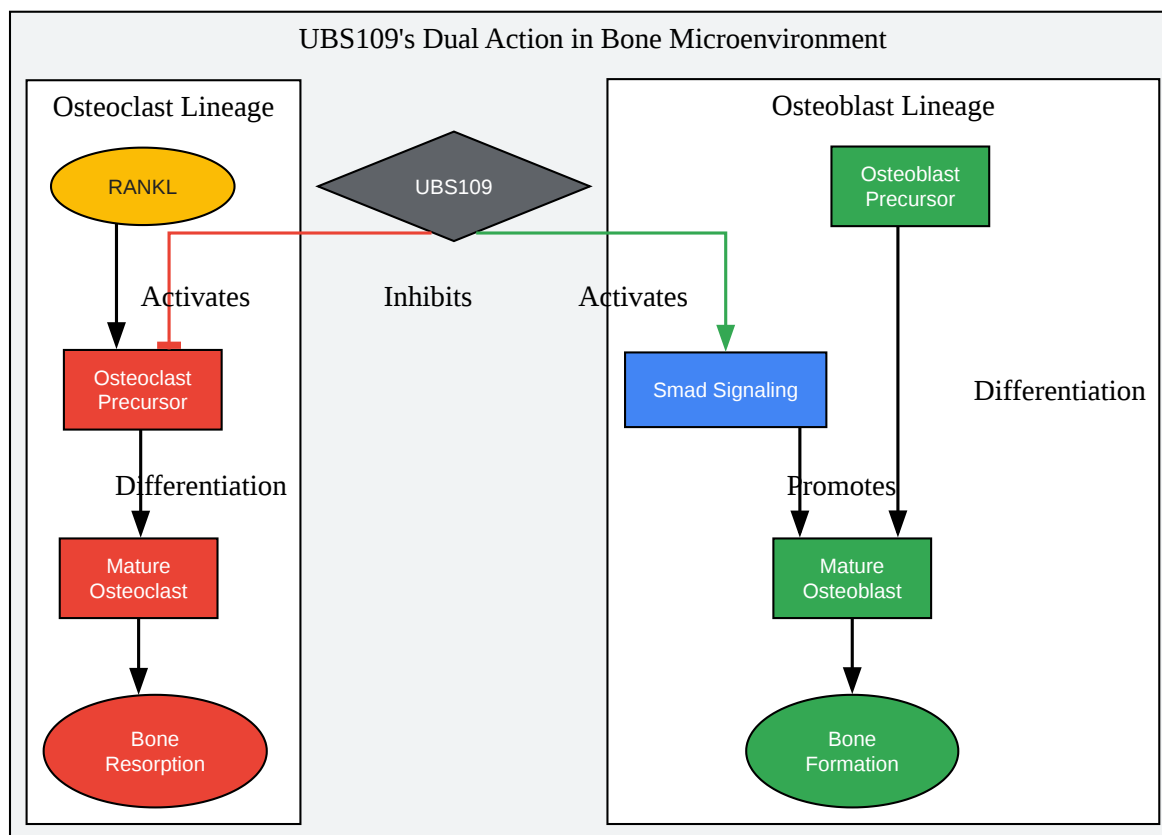 UBS109's Dual Action in Bone Microenvironment
Osteoclast Lineage
RANKL
Activates
Osteoclast
Precursor
Differentiation
Mature
Osteoclast
Bone
Resorption
UBS109
Inhibits
Activates
Osteoblast Lineage
Osteoblast
Precursor
Smad Signaling
Differentiation
Promotes
Mature
Osteoblast
Bone
Formation